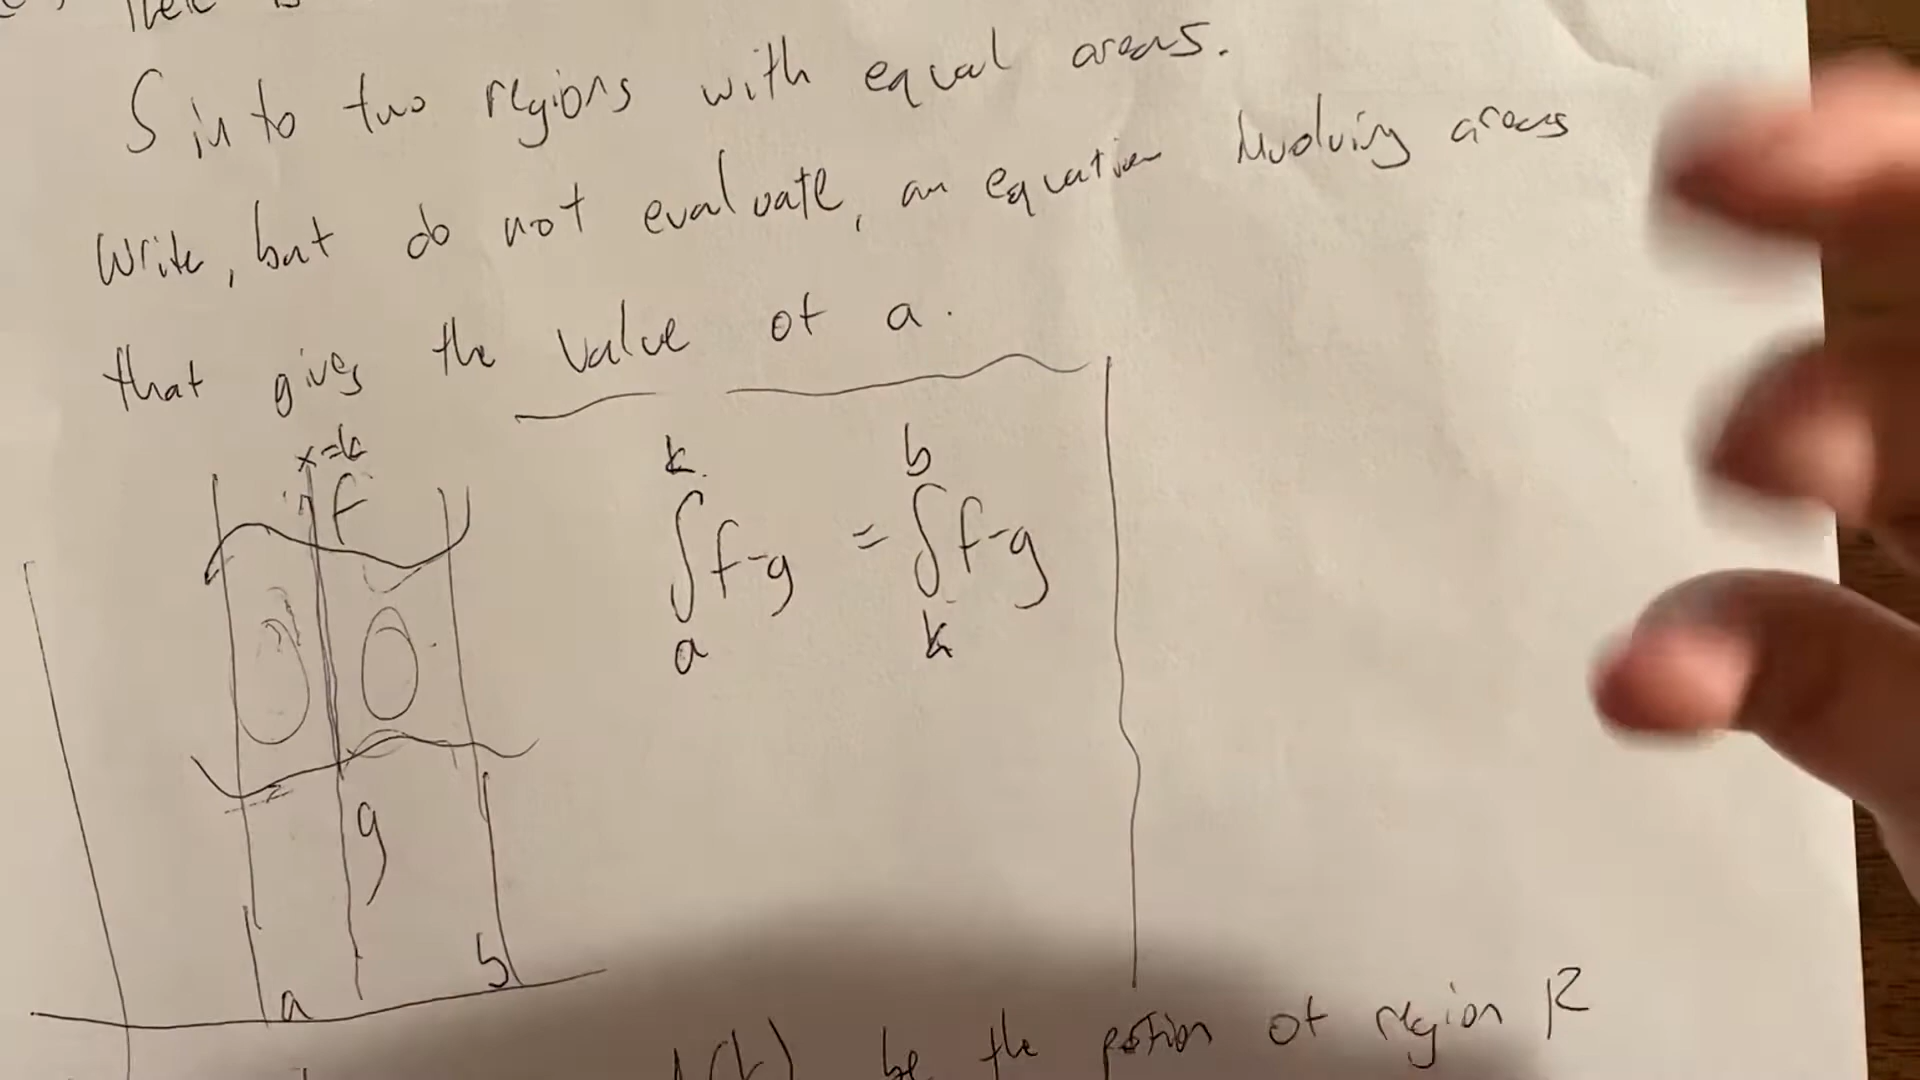 S into two regions with equal areas.
Write, but do not evaluate, an equation involving areas
that gives the value of a.
x=k
f
k b
∫f-g = ∫f-g
a k
g
a b
be the portion of region R